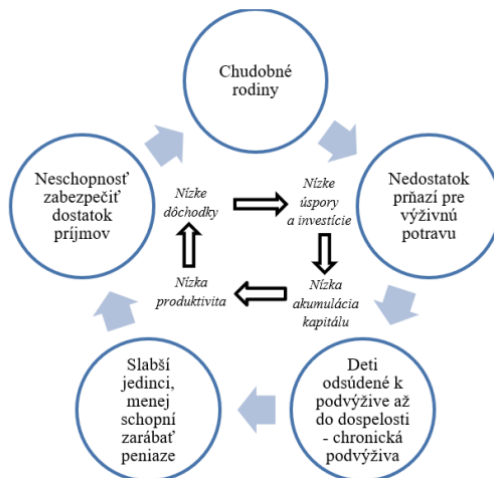 Chudobné
rodiny
Nedostatok
prňazí pre
výživnú
potravu
Deti
odsúdené k
podvýžive až
do dospelosti
- chronická
podvýživa
Slabší
jedinci,
menej
schopní
zarábať
peniaze
Neschopnosť
zabezpečiť
dostatok
príjmov
Nízke
dôchodky
Nízke
úspory
a investície
Nízka
akumulácia
kapitálu
Nízka
produktivita